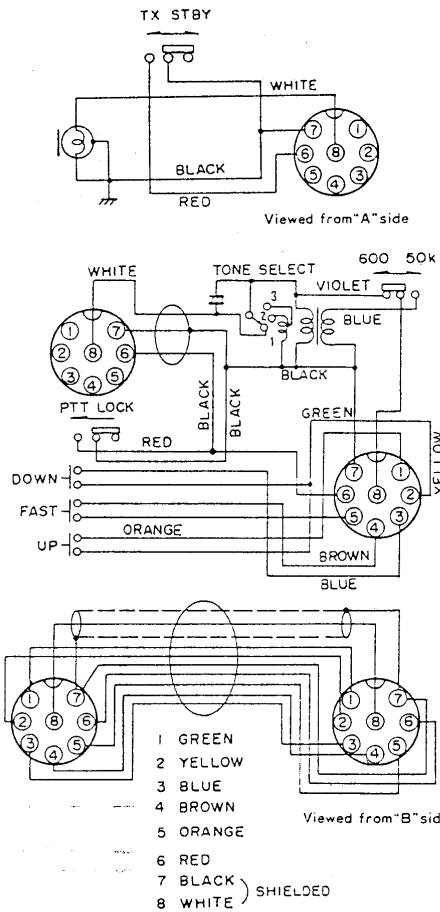 TX STBY
WHITE
7 1
6 8 2
5 4 3
BLACK
RED
Viewed from "A" side
600 50k
WHITE
TONE SELECT
VIOLET
3
2
1
BLUE
1 7
2 8 6
3 4 5
BLACK
BLACK
BLACK
GREEN
YELLOW
PTT LOCK
RED
7 1
6 8 2
5 4 3
DOWN
FAST
ORANGE
UP
BROWN
BLUE
1 7
2 8 6
3 4 5
1 7
2 8 6
3 4 5
1 GREEN
2 YELLOW
3 BLUE
4 BROWN
5 ORANGE
6 RED
7 BLACK
8 WHITE
SHIELDED
Viewed from "B" sid